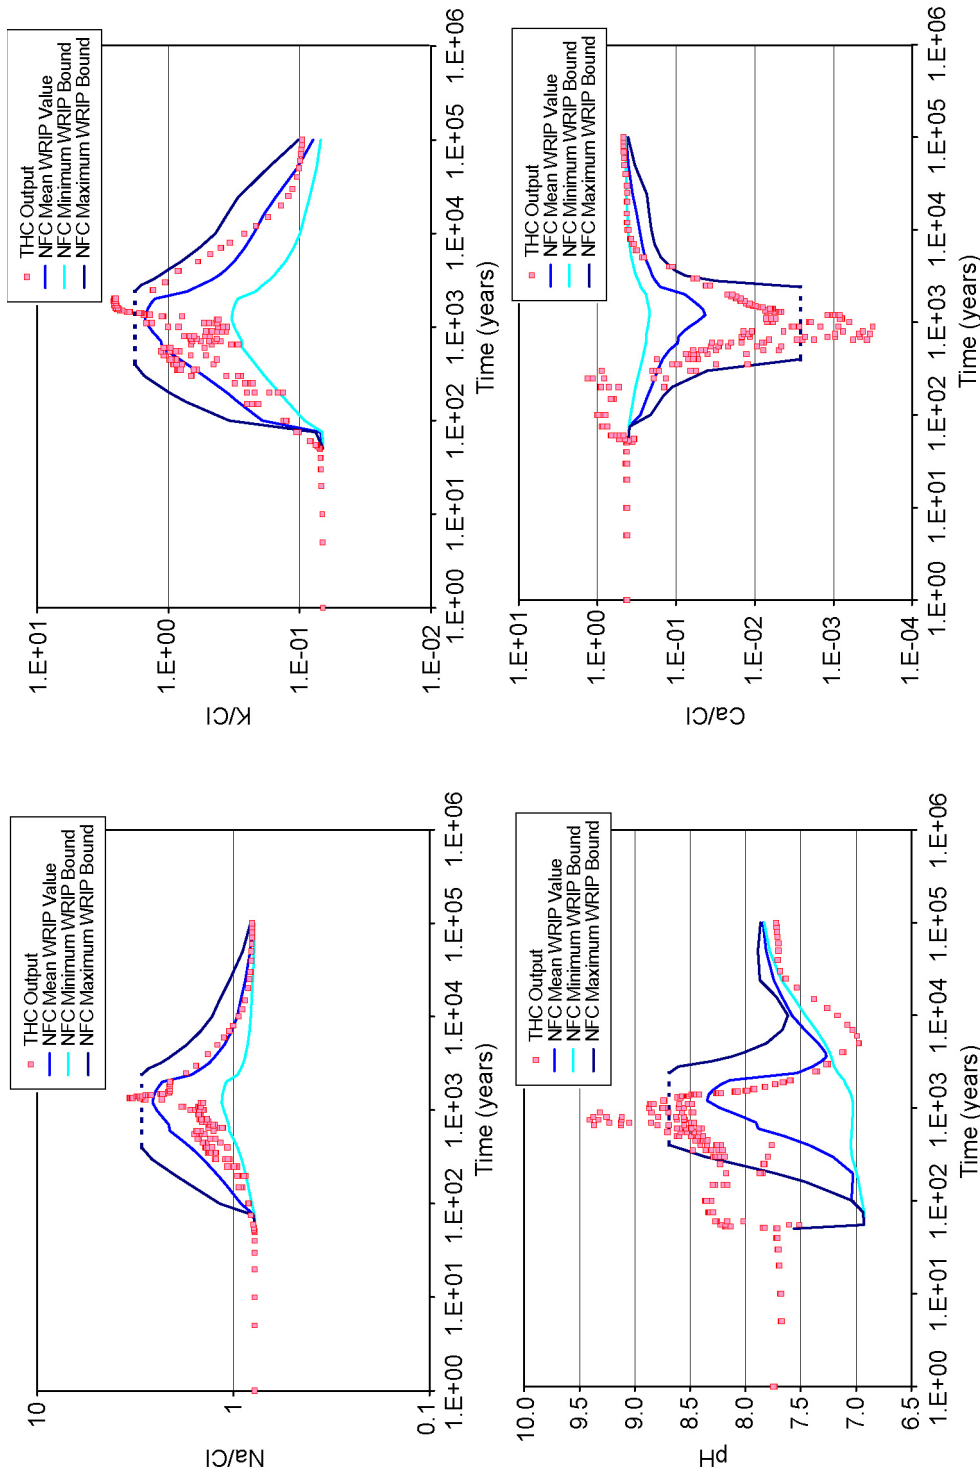 Na/Cl
10
1
0.1
THC Output
NFC Mean WRIP Value
NFC Minimum WRIP Bound
NFC Maximum WRIP Bound
1.E+00 1.E+01 1.E+02 1.E+03 1.E+04 1.E+05 1.E+06
Time (years)
K/Cl
1.E+01
1.E+00
1.E-01
1.E-02
THC Output
NFC Mean WRIP Value
NFC Minimum WRIP Bound
NFC Maximum WRIP Bound
1.E+00 1.E+01 1.E+02 1.E+03 1.E+04 1.E+05 1.E+06
Time (years)
pH
10.0
9.5
9.0
8.5
8.0
7.5
7.0
6.5
THC Output
NFC Mean WRIP Value
NFC Minimum WRIP Bound
NFC Maximum WRIP Bound
1.E+00 1.E+01 1.E+02 1.E+03 1.E+04 1.E+05 1.E+06
Time (years)
Ca/Cl
1.E+01
1.E+00
1.E-01
1.E-02
1.E-03
1.E-04
THC Output
NFC Mean WRIP Value
NFC Minimum WRIP Bound
NFC Maximum WRIP Bound
1.E+00 1.E+01 1.E+02 1.E+03 1.E+04 1.E+05 1.E+06
Time (years)